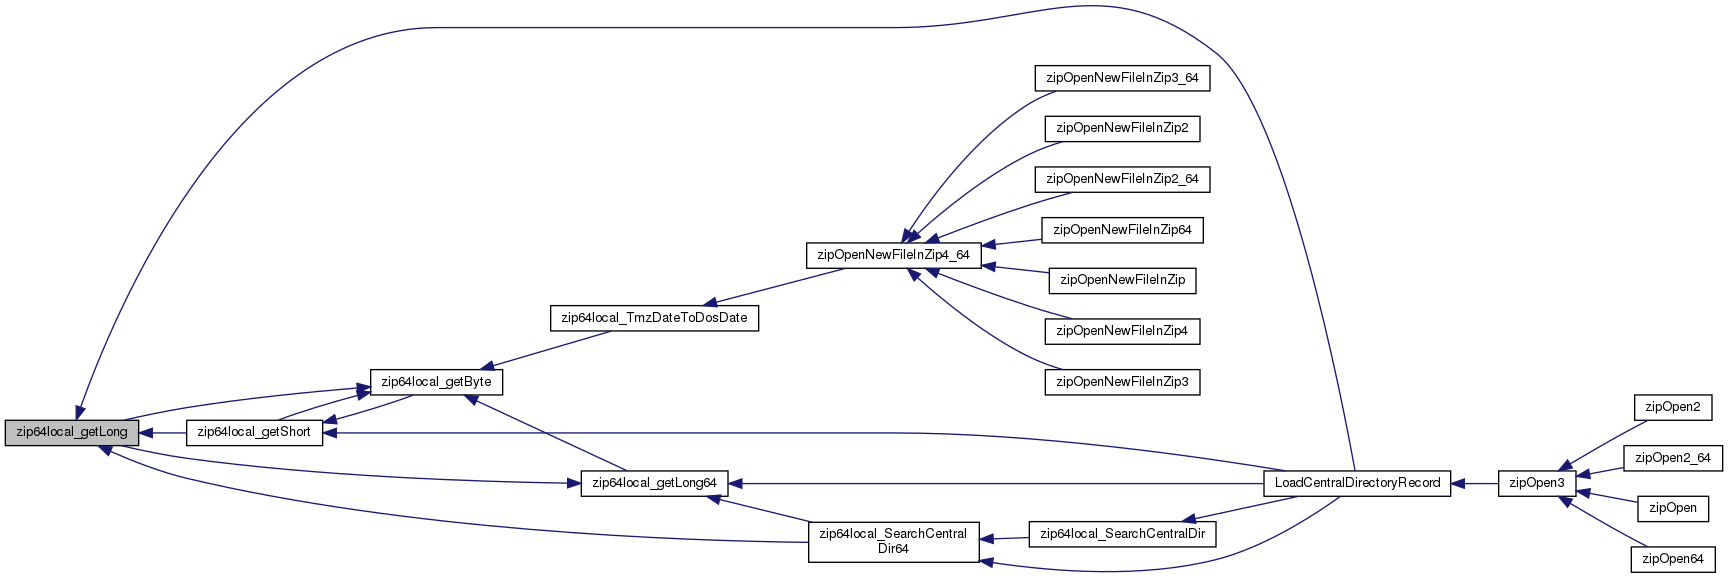 zipOpenNewFileInZip3_64
zipOpenNewFileInZip2
zipOpenNewFileInZip2_64
zipOpenNewFileInZip64
zipOpenNewFileInZip4_64
zipOpenNewFileInZip
zip64local_TmzDateToDosDate
zipOpenNewFileInZip4
zip64local_getByte
zipOpenNewFileInZip3
zipOpen2
zip64local_getLong
zip64local_getShort
zipOpen2_64
zip64local_getLong64
LoadCentralDirectoryRecord
zipOpen3
zipOpen
zip64local_SearchCentral
Dir64
zip64local_SearchCentralDir
zipOpen64